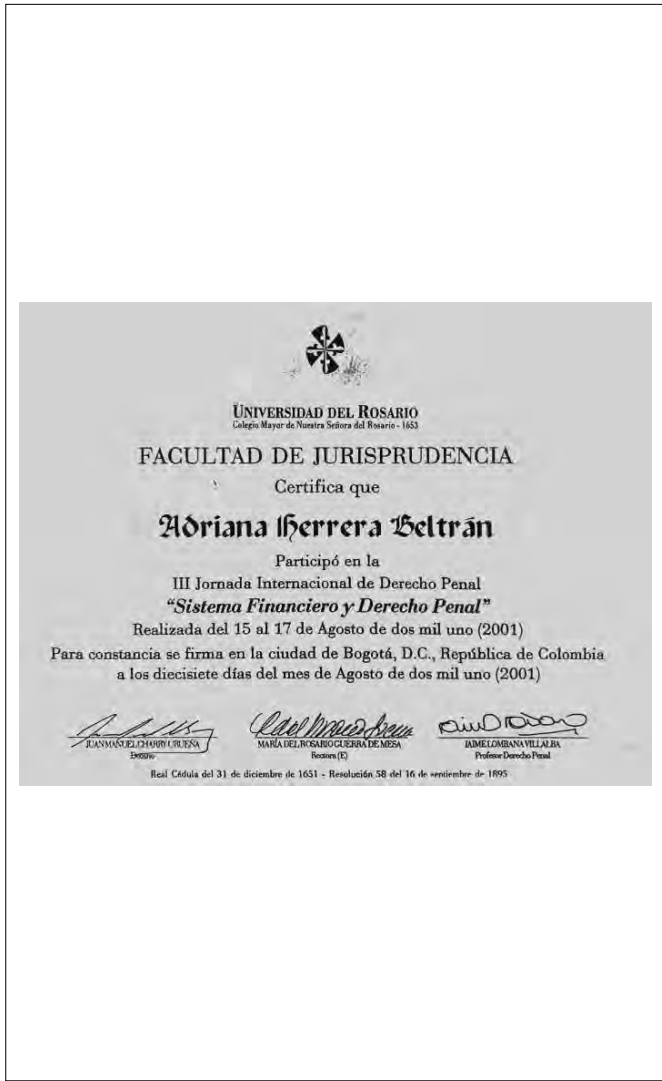 UNIVERSIDAD DEL ROSARIO
Colegio Mayor de Nuestra Señora del Rosario - 1653
FACULTAD DE JURISPRUDENCIA
Certifica que
Adriana Herrera Beltrán
Participó en la
III Jornada Internacional de Derecho Penal
"Sistema Financiero y Derecho Penal"
Realizada del 15 al 17 de Agosto de dos mil uno (2001)
Para constancia se firma en la ciudad de Bogotá, D.C., República de Colombia
a los diecisiete días del mes de Agosto de dos mil uno (2001)
JUAN MANUEL CHARRY URUEÑA
Decano
MARÍA DEL ROSARIO GUERRA DE MESA
Rectora (E)
JAIME LOMBANA VILLALBA
Profesor Derecho Penal
Real Cédula del 31 de diciembre de 1651 - Resolución 58 del 16 de septiembre de 1895